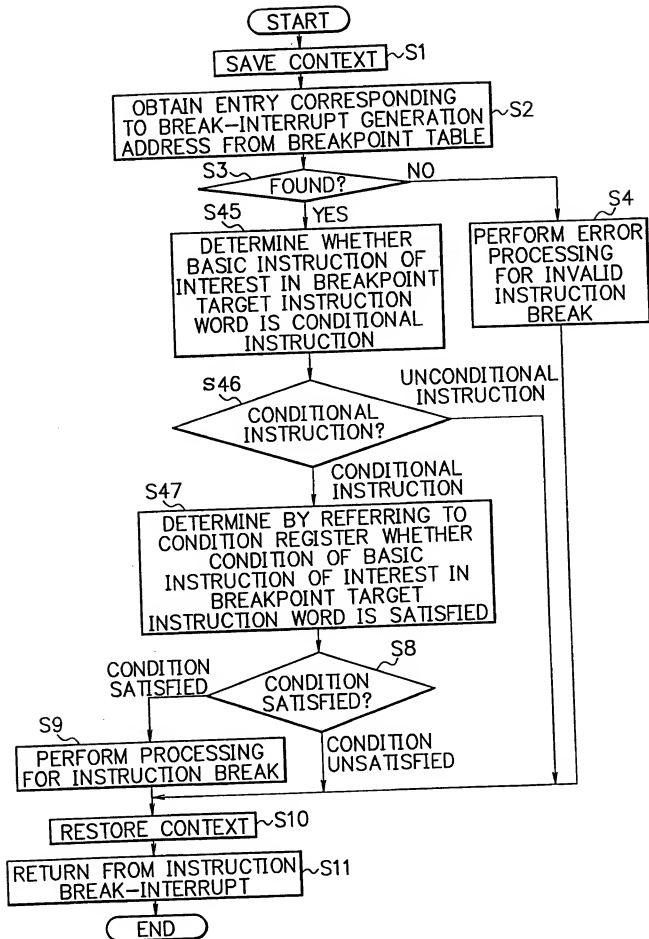 START
SAVE CONTEXT
S1
OBTAIN ENTRY CORRESPONDING
TO BREAK-INTERRUPT GENERATION
ADDRESS FROM BREAKPOINT TABLE
S2
S3
FOUND?
NO
YES
S45
DETERMINE WHETHER
BASIC INSTRUCTION OF
INTEREST IN BREAKPOINT
TARGET INSTRUCTION
WORD IS CONDITIONAL
INSTRUCTION
S4
PERFORM ERROR
PROCESSING
FOR INVALID
INSTRUCTION
BREAK
S46
CONDITIONAL
INSTRUCTION?
UNCONDITIONAL
INSTRUCTION
CONDITIONAL
INSTRUCTION
S47
DETERMINE BY REFERRING TO
CONDITION REGISTER WHETHER
CONDITION OF BASIC
INSTRUCTION OF INTEREST IN
BREAKPOINT TARGET
INSTRUCTION WORD IS SATISFIED
S8
CONDITION
SATISFIED?
CONDITION
SATISFIED
CONDITION
UNSATISFIED
S9
PERFORM PROCESSING
FOR INSTRUCTION BREAK
RESTORE CONTEXT
S10
RETURN FROM INSTRUCTION
BREAK-INTERRUPT
S11
END